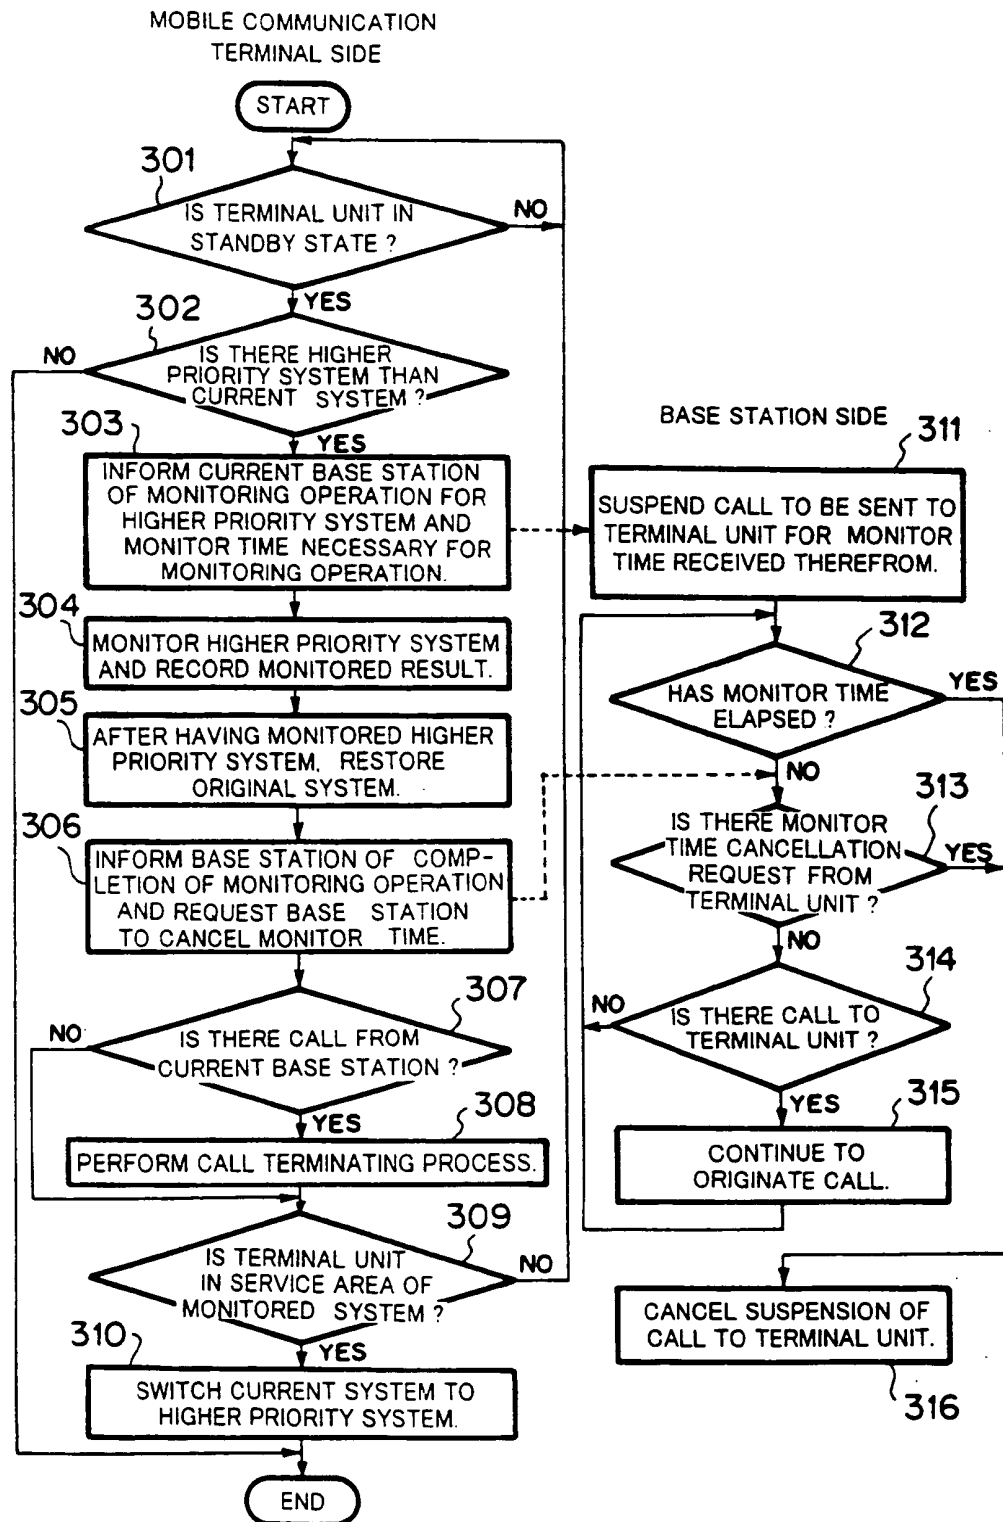 MOBILE COMMUNICATION
TERMINAL SIDE
START
301
IS TERMINAL UNIT IN
STANDBY STATE ?
NO
YES
302
NO
IS THERE HIGHER
PRIORITY SYSTEM THAN
CURRENT SYSTEM ?
YES
303
INFORM CURRENT BASE STATION
OF MONITORING OPERATION FOR
HIGHER PRIORITY SYSTEM AND
MONITOR TIME NECESSARY FOR
MONITORING OPERATION.
304
MONITOR HIGHER PRIORITY SYSTEM
AND RECORD MONITORED RESULT.
305
AFTER HAVING MONITORED HIGHER
PRIORITY SYSTEM, RESTORE
ORIGINAL SYSTEM.
306
INFORM BASE STATION OF COMP-
LETION OF MONITORING OPERATION
AND REQUEST BASE STATION
TO CANCEL MONITOR TIME.
307
NO
IS THERE CALL FROM
CURRENT BASE STATION ?
YES
308
PERFORM CALL TERMINATING PROCESS.
309
IS TERMINAL UNIT
IN SERVICE AREA OF
MONITORED SYSTEM ?
NO
YES
310
SWITCH CURRENT SYSTEM TO
HIGHER PRIORITY SYSTEM.
END
BASE STATION SIDE
311
SUSPEND CALL TO BE SENT TO
TERMINAL UNIT FOR MONITOR
TIME RECEIVED THEREFROM.
312
HAS MONITOR TIME
ELAPSED ?
YES
NO
313
IS THERE MONITOR
TIME CANCELLATION
REQUEST FROM
TERMINAL UNIT ?
YES
NO
314
NO
IS THERE CALL TO
TERMINAL UNIT ?
YES
315
CONTINUE TO
ORIGINATE CALL.
CANCEL SUSPENSION OF
CALL TO TERMINAL UNIT.
316